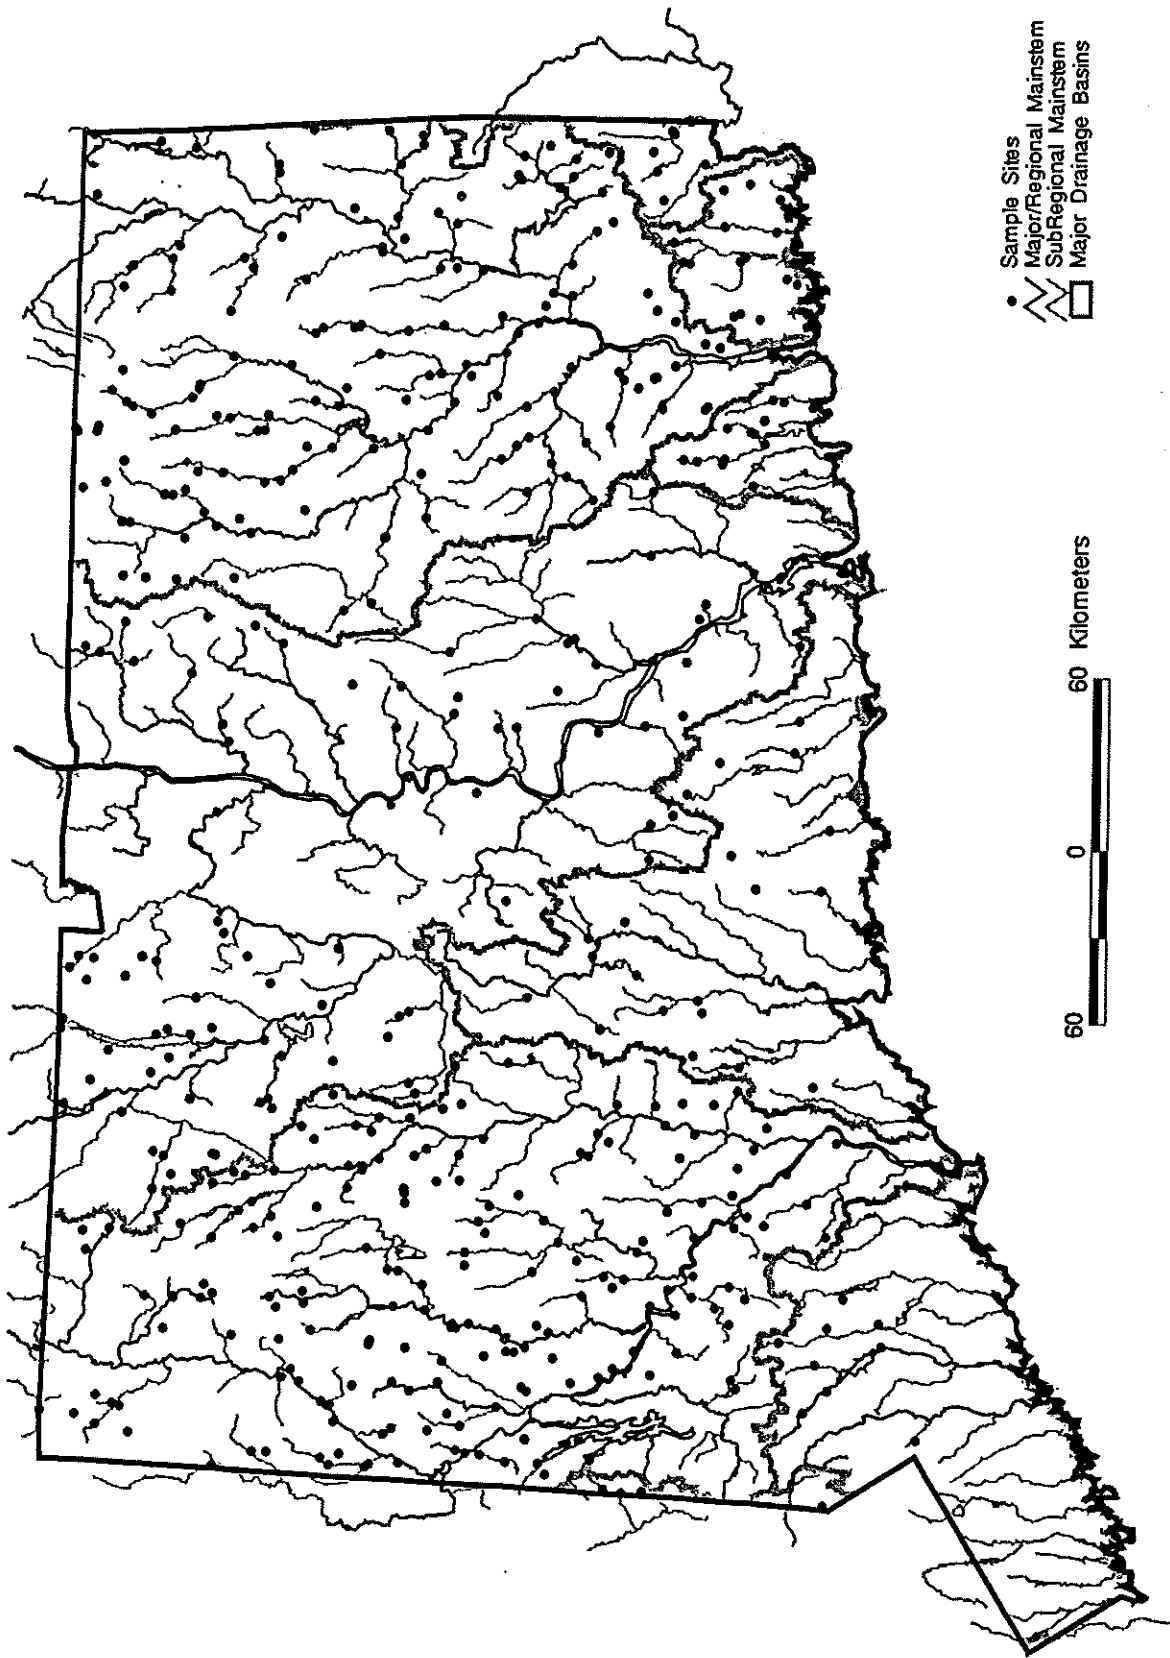 Sample Sites
Major/Regional Mainstem
SubRegional Mainstem
Major Drainage Basins
60 0 60 Kilometers